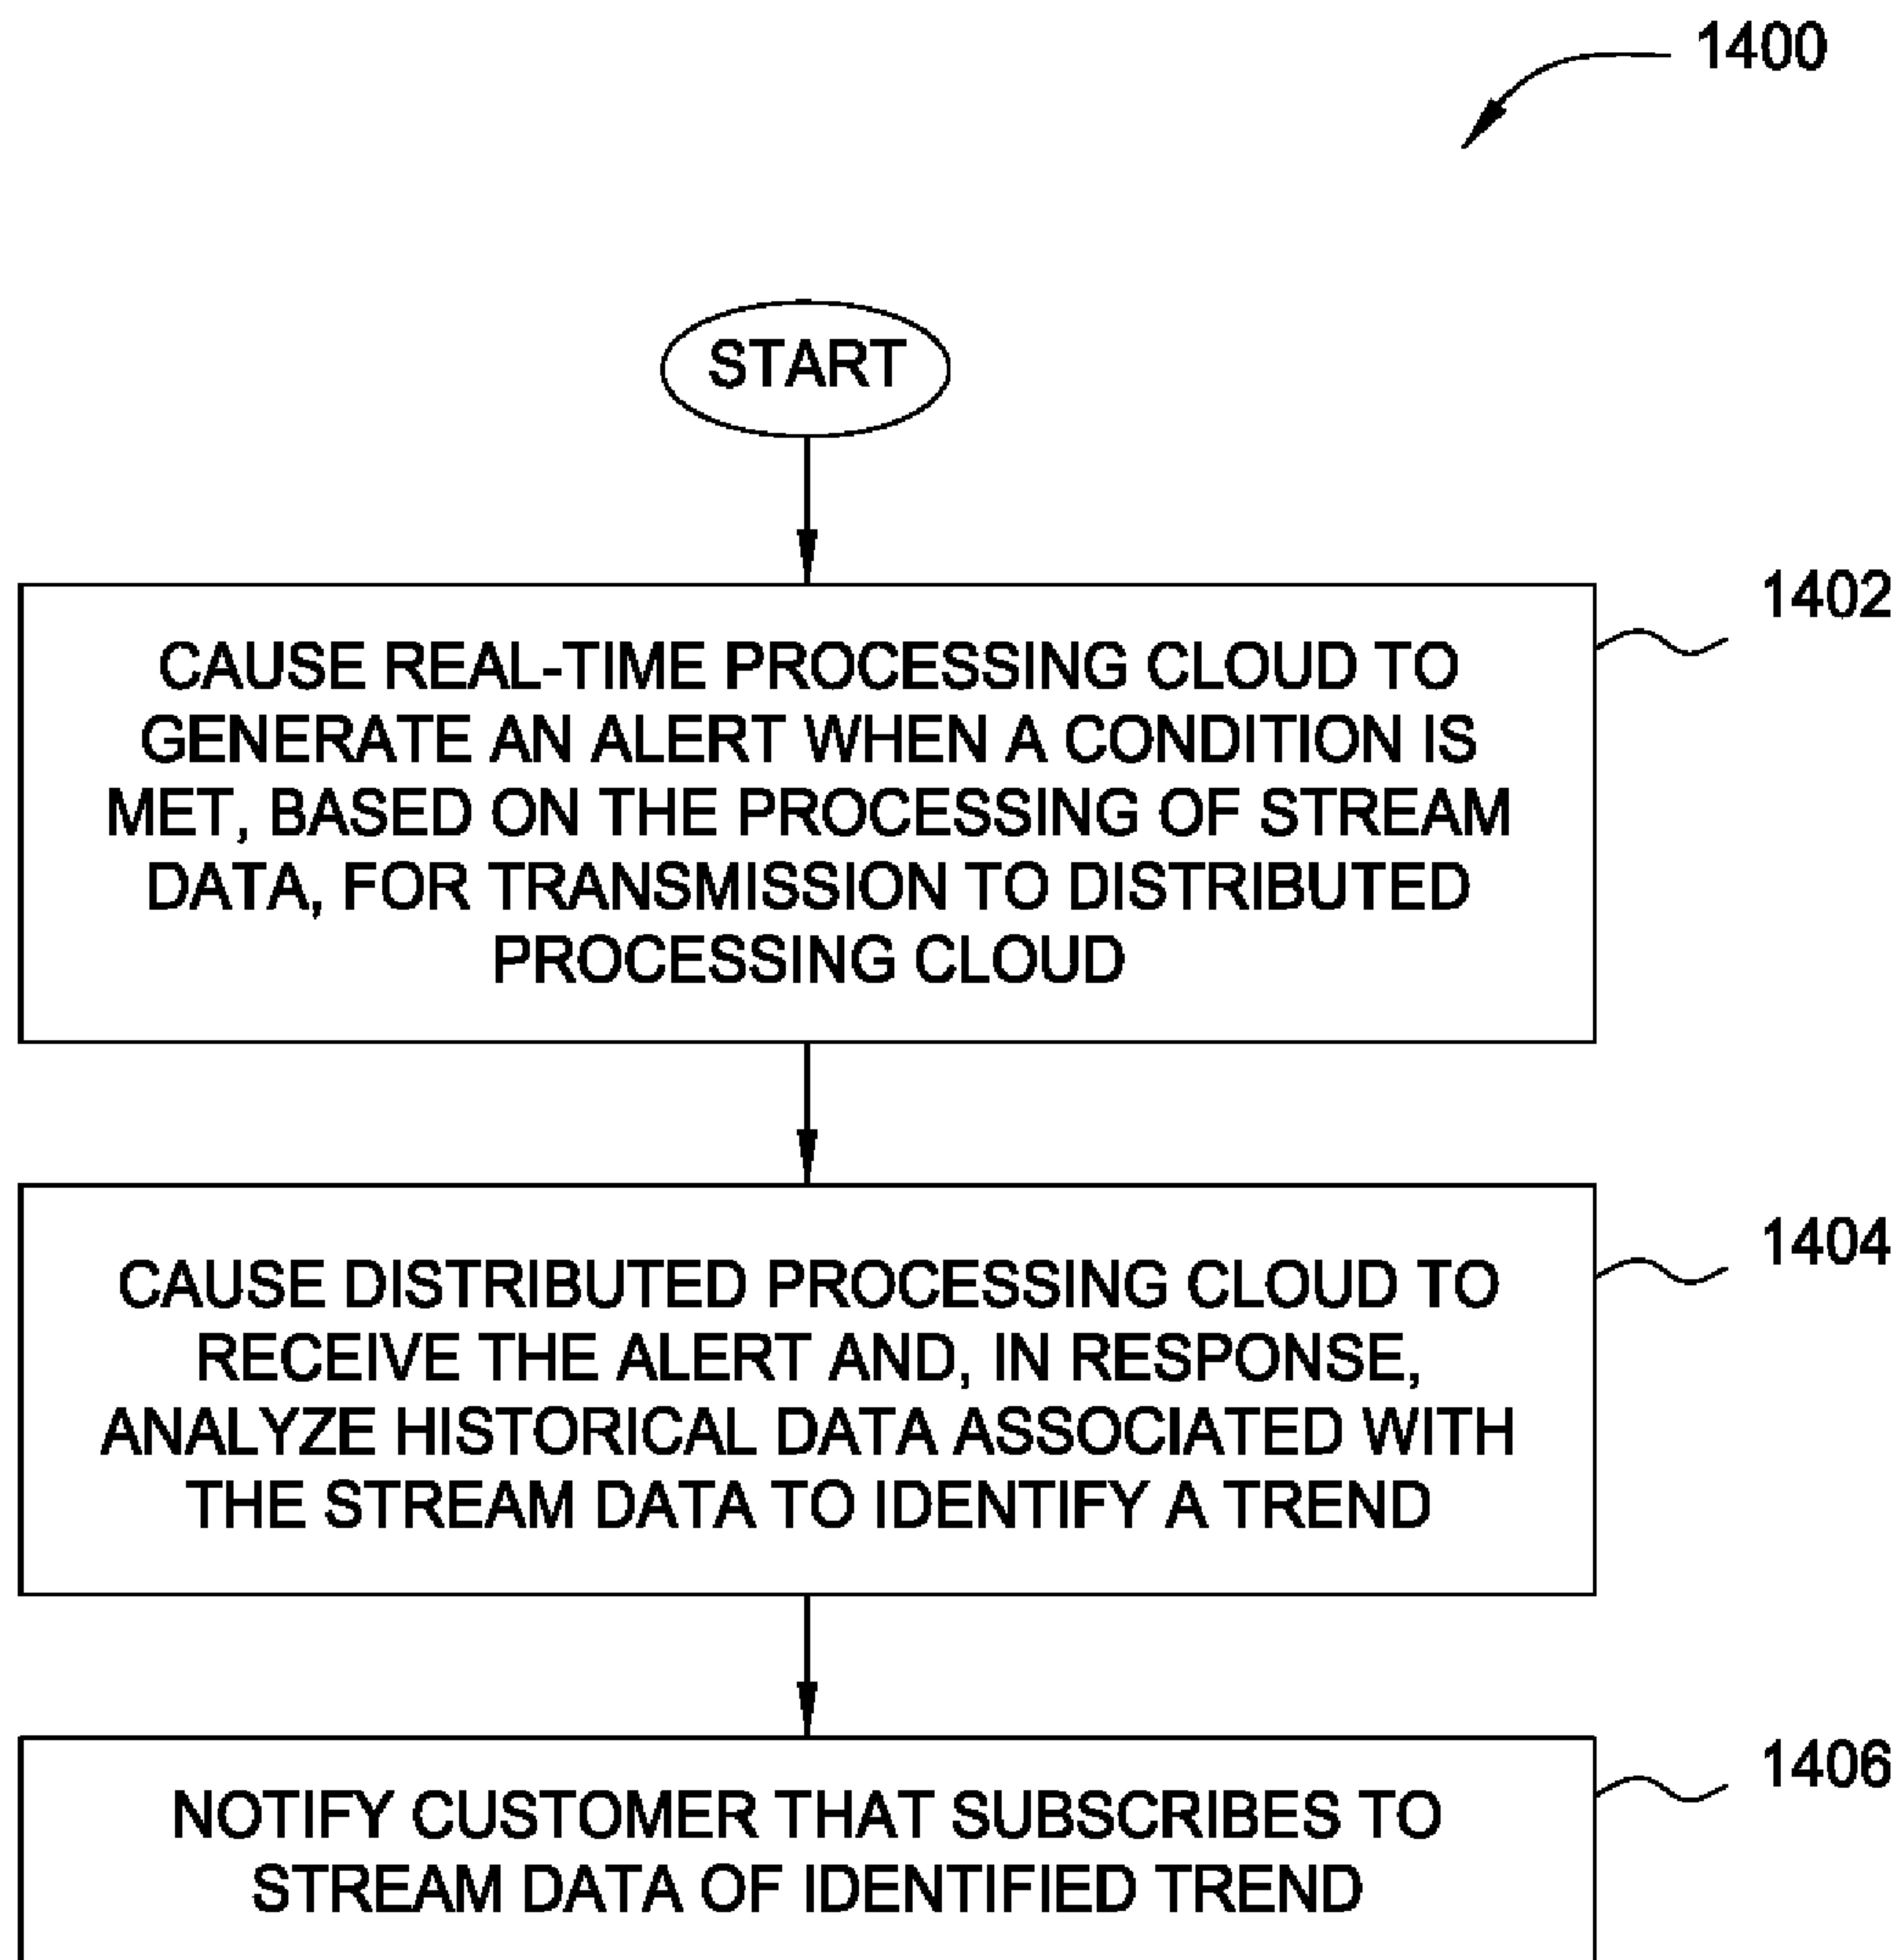 1400
START
1402
CAUSE REAL-TIME PROCESSING CLOUD TO
GENERATE AN ALERT WHEN A CONDITION IS
MET, BASED ON THE PROCESSING OF STREAM
DATA, FOR TRANSMISSION TO DISTRIBUTED
PROCESSING CLOUD
1404
CAUSE DISTRIBUTED PROCESSING CLOUD TO
RECEIVE THE ALERT AND, IN RESPONSE,
ANALYZE HISTORICAL DATA ASSOCIATED WITH
THE STREAM DATA TO IDENTIFY A TREND
1406
NOTIFY CUSTOMER THAT SUBSCRIBES TO
STREAM DATA OF IDENTIFIED TREND